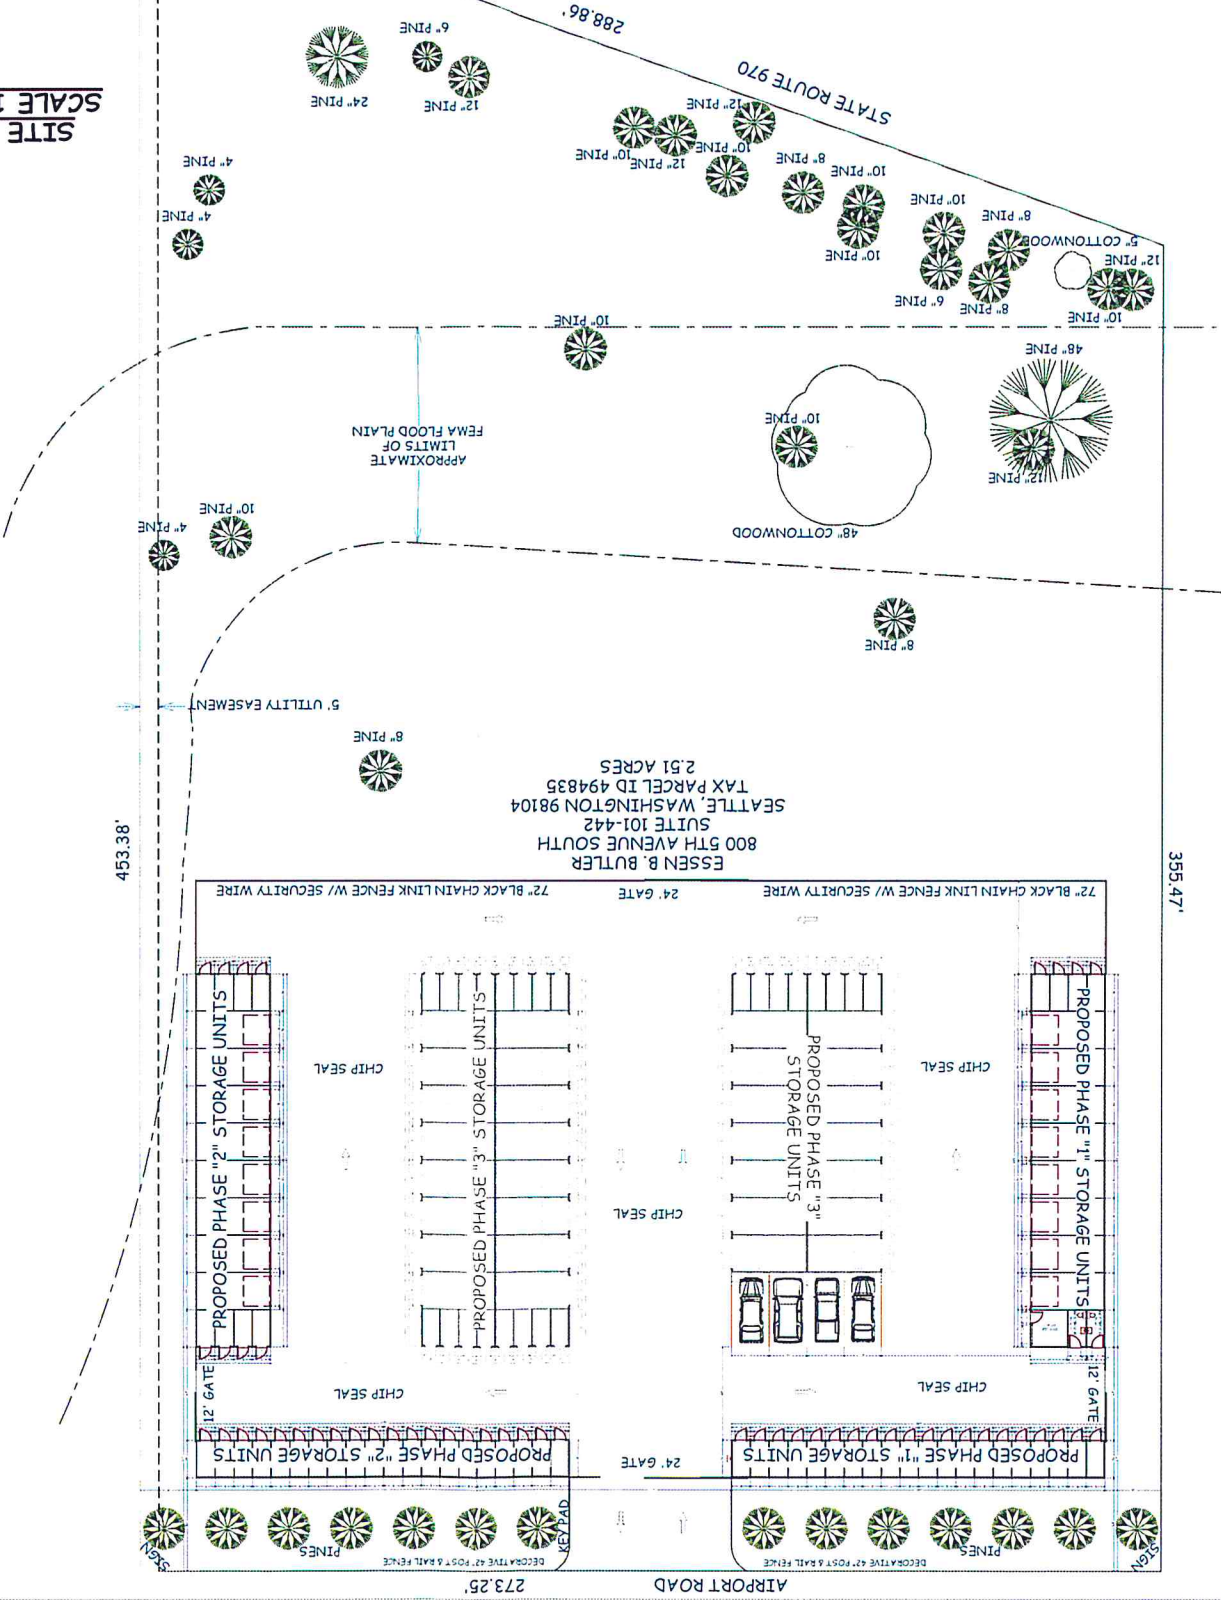 AIRPORT ROAD
273.25'
SIGN
PINES
DECORATIVE 42" POST & RAIL FENCE
DECORATIVE 42" POST & RAIL FENCE
PINES
SIGN
KEY PAD
PROPOSED PHASE "1" STORAGE UNITS
24' GATE
PROPOSED PHASE "2" STORAGE UNITS
12' GATE
CHIP SEAL
CHIP SEAL
12' GATE
PROPOSED PHASE "1" STORAGE UNITS
PROPOSED PHASE "3"
STORAGE UNITS
PROPOSED PHASE "3" STORAGE UNITS
PROPOSED PHASE "2" STORAGE UNITS
CHIP SEAL
CHIP SEAL
CHIP SEAL
72" BLACK CHAIN LINK FENCE W/ SECURITY WIRE
24' GATE
72" BLACK CHAIN LINK FENCE W/ SECURITY WIRE
355.47'
453.38'
ESSEN B. BUTLER
800 5TH AVENUE SOUTH
SUITE 101-442
SEATTLE, WASHINGTON 98104
TAX PARCEL ID 494835
2.51 ACRES
8" PINE
5' UTILITY EASEMENT
8" PINE
48" COTTONWOOD
10" PINE
4" PINE
12" PINE
10" PINE
APPROXIMATE
LIMITS OF
FEMA FLOOD PLAIN
48" PINE
10" PINE
10" PINE
8" PINE
6" PINE
12" PINE
5" COTTONWOOD
10" PINE
8" PINE
10" PINE
4" PINE
10" PINE
8" PINE
12" PINE
10" PINE
4" PINE
10" PINE
12" PINE
12" PINE
24" PINE
6" PINE
STATE ROUTE 970
288.86'
SITE
SCALE